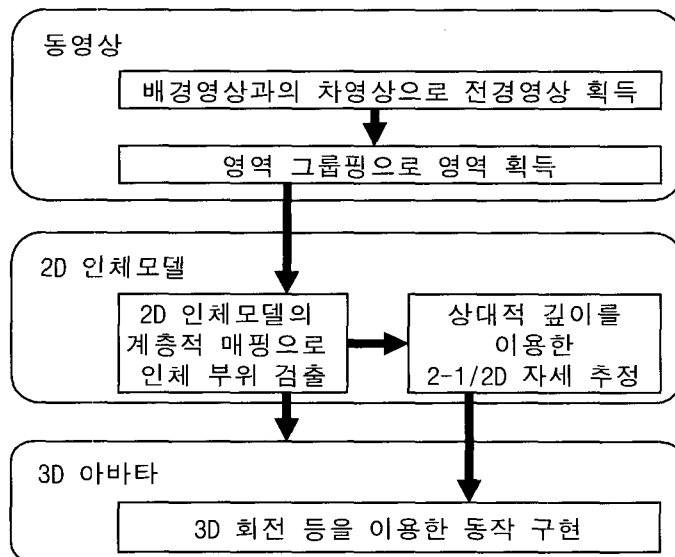 동영상
배경영상과의 차영상으로 전경영상 획득
영역 그룹핑으로 영역 획득
2D 인체모델
2D 인체모델의
계층적 매핑으로
인체 부위 검출
상대적 깊이를
이용한
2-1/2D 자세 추정
3D 아바타
3D 회전 등을 이용한 동작 구현